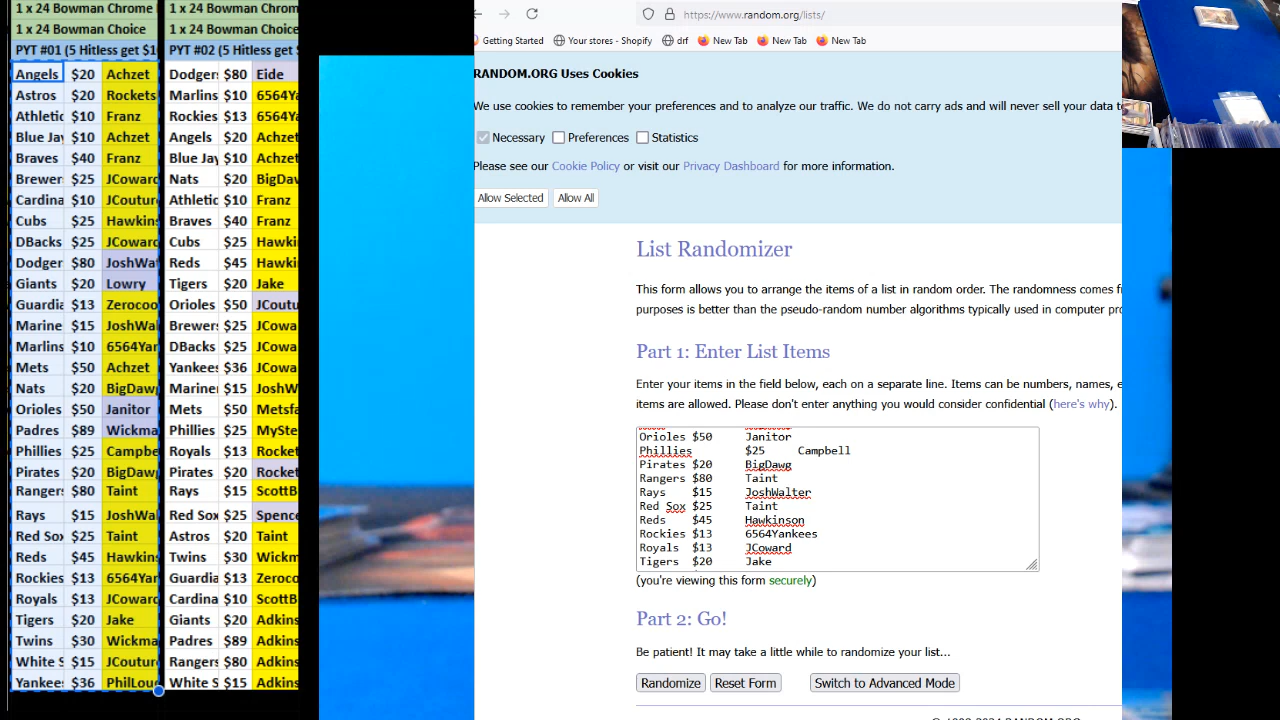 1 x 24 Bowman Chrome
1 x 24 Bowman Choice
PYT #01 (5 Hitless get $1
Angels $20 Achzet
Astros $20 Rockets
Athletic $10 Franz
Blue Jay $10 Achzet
Braves $40 Franz
Brewer $25 JCoward
Cardina $10 JCouture
Cubs $25 Hawkins
DBacks $25 JCoward
Dodger $80 JoshWa
Giants $20 Lowry
Guardia $13 Zerocoo
Marine $15 JoshWal
Marlins $10 6564Yan
Mets $50 Achzet
Nats $20 BigDawg
Orioles $50 Janitor
Padres $89 Wickma
Phillies $25 Campbe
Pirates $20 BigDawg
Rangers $80 Taint
Rays $15 JoshWal
Red Sox $25 Taint
Reds $45 Hawkins
Rockies $13 6564Yan
Royals $13 JCoward
Tigers $20 Jake
Twins $30 Wickma
White S $15 JCouture
Yankee $36 PhilLoud
1 x 24 Bowman Chrome
1 x 24 Bowman Choice
PYT #02 (5 Hitless get $
Dodgers $80 Eide
Marlins $10 6564Ya
Rockies $13 6564Ya
Angels $20 Achzet
Blue Jay $10 Achzet
Nats $20 BigDaw
Athletic $10 Franz
Braves $40 Franz
Cubs $25 Hawki
Reds $45 Hawki
Tigers $20 Jake
Orioles $50 JCoutu
Brewers $25 JCowa
DBacks $25 JCowa
Yankees $36 JCowa
Mariner $15 JoshW
Mets $50 Metsfa
Phillies $25 MySte
Royals $13 Rocket
Pirates $20 Rocket
Rays $15 ScottB
Red Sox $25 Spence
Astros $20 Taint
Twins $30 Wickm
Guardia $13 Zeroco
Cardina $10 ScottB
Giants $20 Adkins
Padres $89 Adkins
Rangers $80 Adkins
White S $15 Adkins
https://www.random.org/lists/
Getting Started Your stores - Shopify drf New Tab New Tab New Tab
RANDOM.ORG Uses Cookies
We use cookies to remember your preferences and to analyze our traffic. We do not carry ads and will never sell your data t
Necessary Preferences Statistics
Please see our Cookie Policy or visit our Privacy Dashboard for more information.
Allow Selected Allow All
List Randomizer
This form allows you to arrange the items of a list in random order. The randomness comes f
purposes is better than the pseudo-random number algorithms typically used in computer pro
Part 1: Enter List Items
Enter your items in the field below, each on a separate line. Items can be numbers, names, e
items are allowed. Please don't enter anything you would consider confidential (here's why).
Orioles $50 Janitor
Phillies $25 Campbell
Pirates $20 BigDawg
Rangers $80 Taint
Rays $15 JoshWalter
Red Sox $25 Taint
Reds $45 Hawkinson
Rockies $13 6564Yankees
Royals $13 JCoward
Tigers $20 Jake
(you're viewing this form securely)
Part 2: Go!
Be patient! It may take a little while to randomize your list...
Randomize Reset Form Switch to Advanced Mode